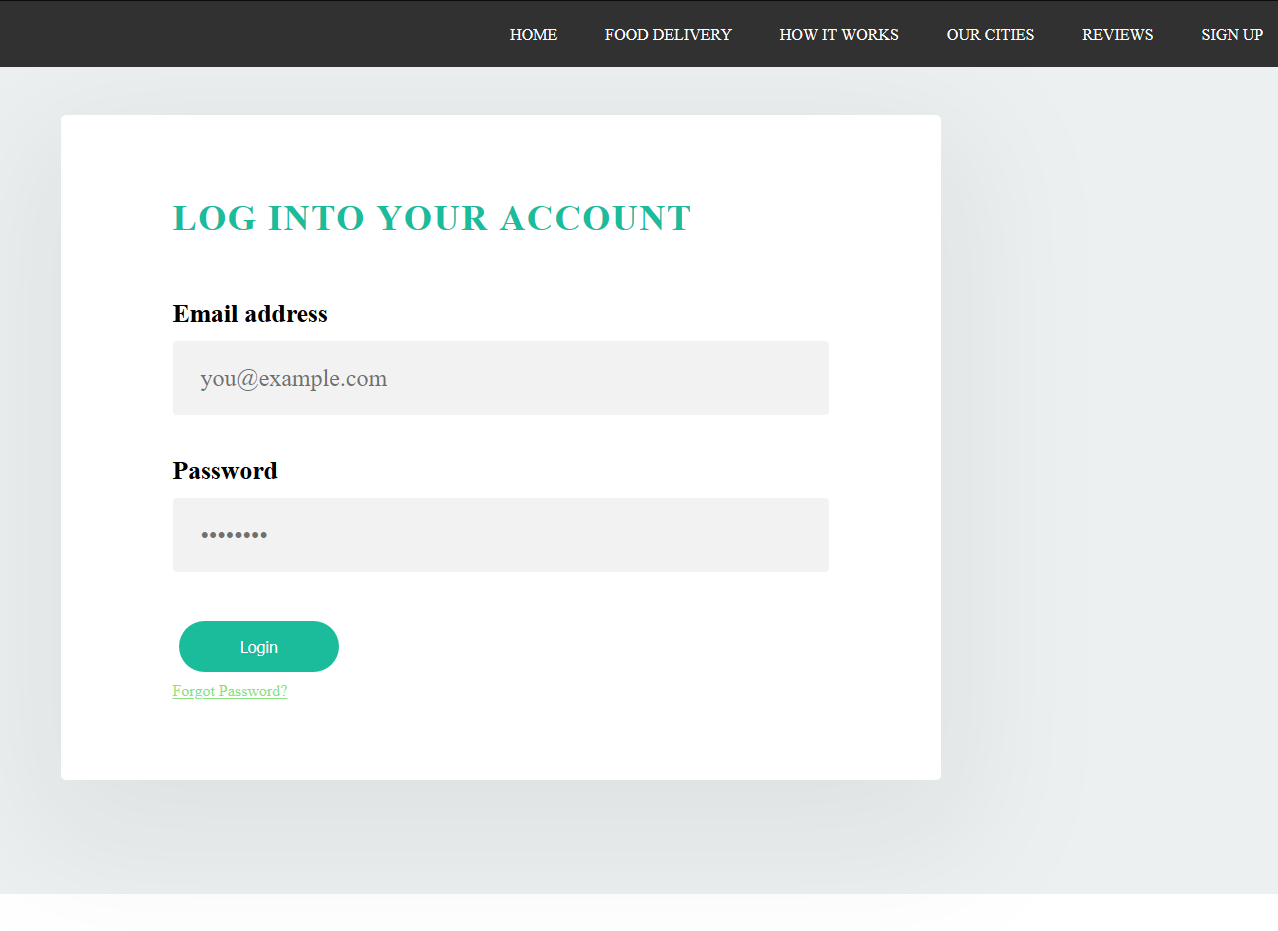 HOME FOOD DELIVERY HOW IT WORKS OUR CITIES REVIEWS SIGN UP
LOG INTO YOUR ACCOUNT
Email address
you@example.com
Password
••••••••
Login
Forgot Password?